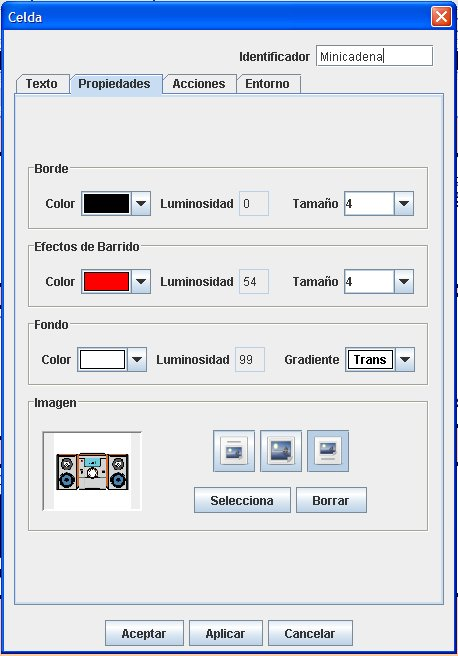 Celda
Identificador Minicadena
Texto Propiedades Acciones Entorno
Borde
Color Luminosidad 0 Tamaño 4
Efectos de Barrido
Color Luminosidad 54 Tamaño 4
Fondo
Color Luminosidad 99 Gradiente Trans
Imagen
Selecciona Borrar
Aceptar Aplicar Cancelar